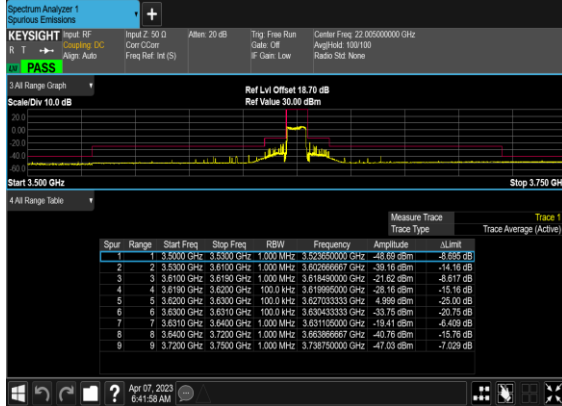 Spectrum Analyzer 1
Spurious Emissions
+
KEYSIGHT Input: RF Input Z: 50 Ω Atten: 20 dB Trig: Free Run Center Freq: 22.005000000 GHz
R T Coupling: DC Corr CCorr Gate: Off Avg|Hold: 100/100
Align: Auto Freq Ref: Int (S) IF Gain: Low Radio Std: None
PASS
3 All Range Graph
Ref Lvl Offset 18.70 dB
Scale/Div 10.0 dB Ref Value 30.00 dBm
20.0
0.00
-20.0
-40.0
-60.0
Start 3.500 GHz Stop 3.750 GH
4 All Range Table
Measure Trace Trace 1
Trace Type Trace Average (Active)
Spur Range Start Freq Stop Freq RBW Frequency Amplitude ΔLimit
1 1 3.5000 GHz 3.5300 GHz 1.000 MHz 3.523650000 GHz -48.69 dBm -8.695 dB
2 2 3.5300 GHz 3.6100 GHz 1.000 MHz 3.602666667 GHz -39.16 dBm -14.16 dB
3 3 3.6100 GHz 3.6190 GHz 1.000 MHz 3.618490000 GHz -21.62 dBm -8.617 dB
4 4 3.6190 GHz 3.6200 GHz 100.0 kHz 3.619995000 GHz -28.16 dBm -15.16 dB
5 5 3.6200 GHz 3.6300 GHz 100.0 kHz 3.627033333 GHz 4.999 dBm -25.00 dB
6 6 3.6300 GHz 3.6310 GHz 100.0 kHz 3.630433333 GHz -33.75 dBm -20.75 dB
7 7 3.6310 GHz 3.6400 GHz 1.000 MHz 3.631105000 GHz -19.41 dBm -6.409 dB
8 8 3.6400 GHz 3.7200 GHz 1.000 MHz 3.663866667 GHz -40.76 dBm -15.76 dB
9 9 3.7200 GHz 3.7500 GHz 1.000 MHz 3.738750000 GHz -47.03 dBm -7.029 dB
? Apr 07, 2023
6:41:58 AM